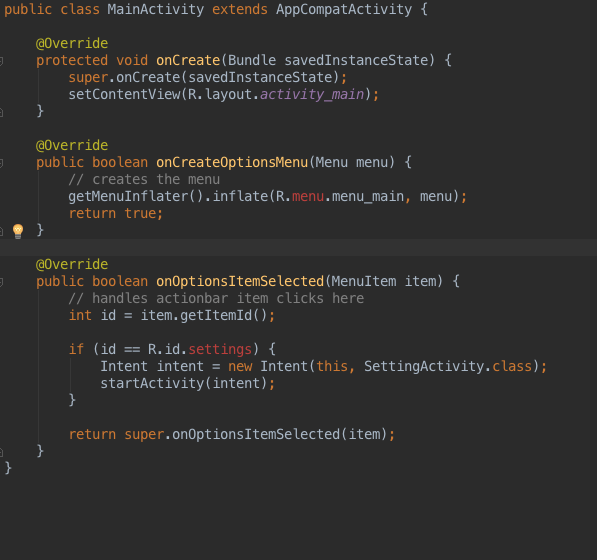 public class MainActivity extends AppCompatActivity {
@Override
protected void onCreate(Bundle savedInstanceState) {
super.onCreate(savedInstanceState);
setContentView(R.layout.activity_main);
}
@Override
public boolean onCreateOptionsMenu(Menu menu) {
// creates the menu
getMenuInflater().inflate(R.menu.menu_main, menu);
return true;
}
@Override
public boolean onOptionsItemSelected(MenuItem item) {
// handles actionbar item clicks here
int id = item.getItemId();
if (id == R.id.settings) {
Intent intent = new Intent(this, SettingActivity.class);
startActivity(intent);
}
return super.onOptionsItemSelected(item);
}
}